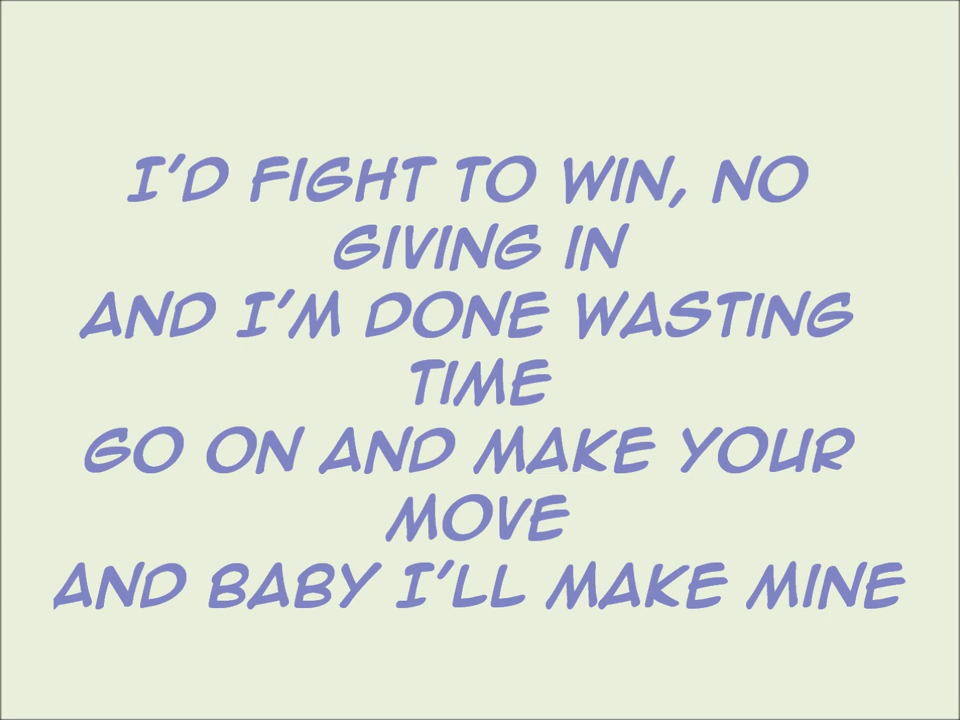 I'D FIGHT TO WIN, NO
GIVING IN
AND I'M DONE WASTING
TIME
GO ON AND MAKE YOUR
MOVE
AND BABY I'LL MAKE MINE